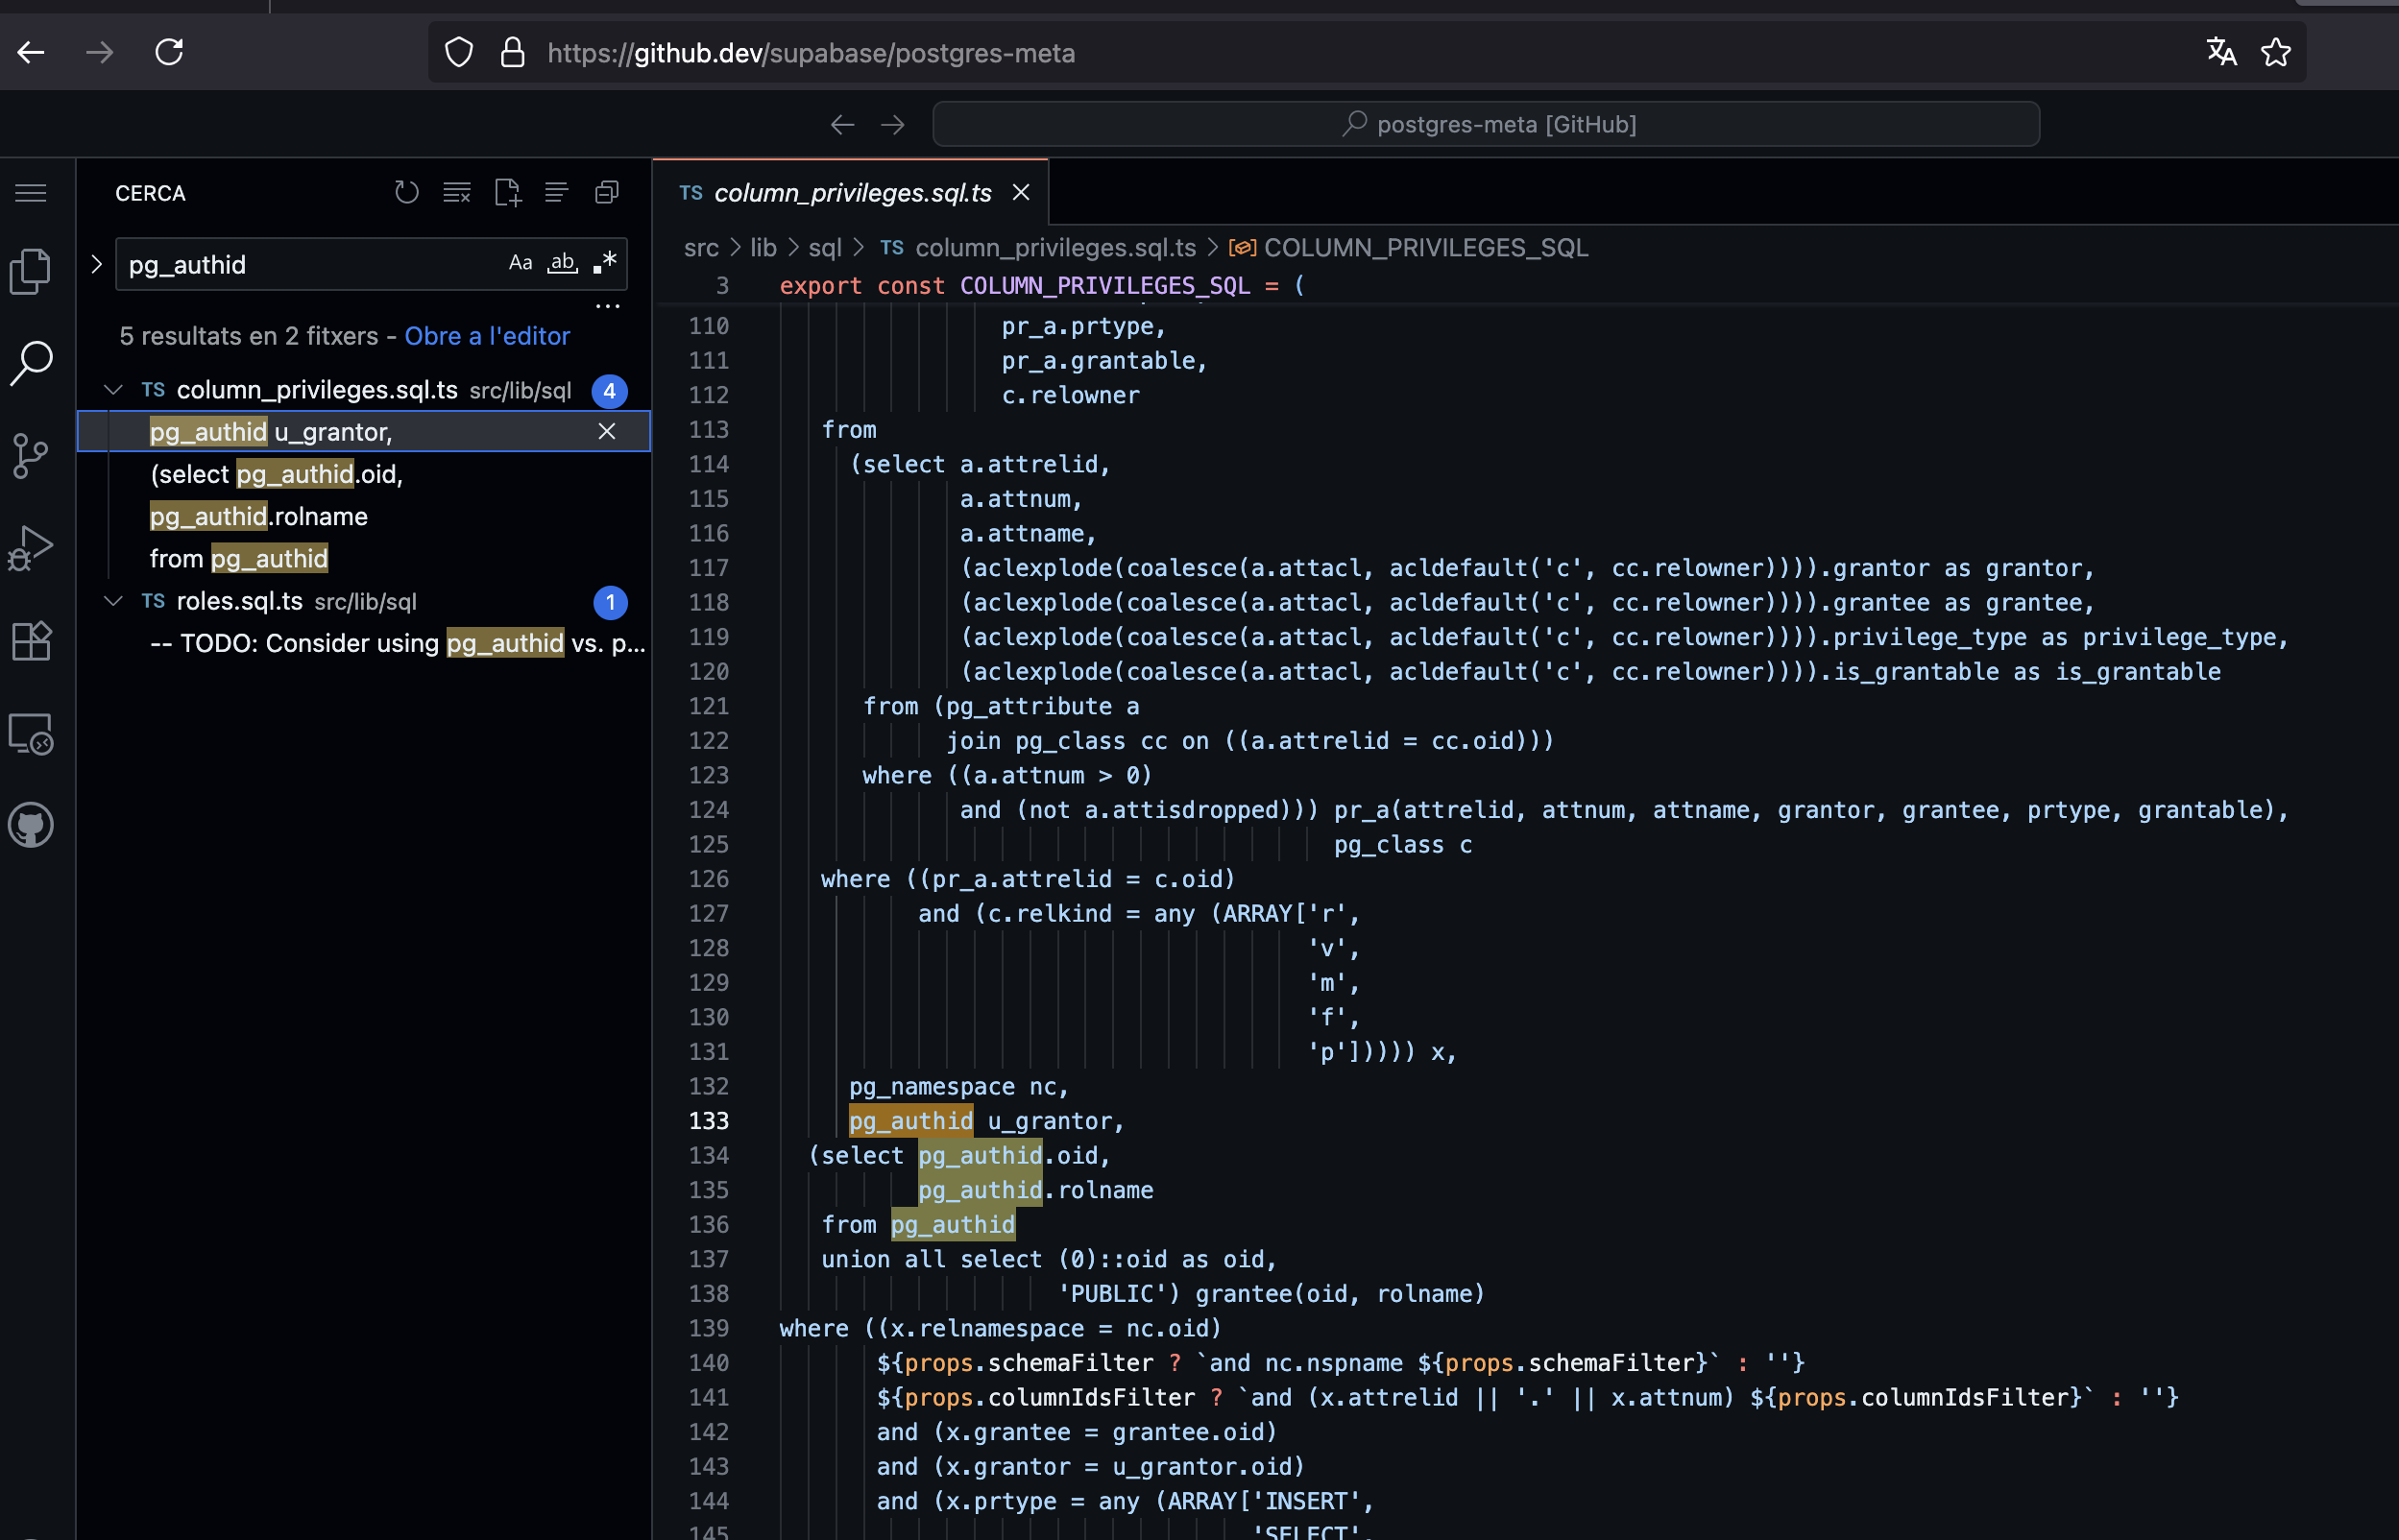 https://github.dev/supabase/postgres-meta
postgres-meta [GitHub]
CERCA
pg_authid
Aa ab .*
5 resultats en 2 fitxers - Obre a l'editor
TS column_privileges.sql.ts src/lib/sql 4
pg_authid u_grantor,
(select pg_authid.oid,
pg_authid.rolname
from pg_authid
TS roles.sql.ts src/lib/sql 1
-- TODO: Consider using pg_authid vs. p...
TS column_privileges.sql.ts
src > lib > sql > TS column_privileges.sql.ts > COLUMN_PRIVILEGES_SQL
3 export const COLUMN_PRIVILEGES_SQL = (
110 pr_a.prtype,
111 pr_a.grantable,
112 c.relowner
113 from
114 (select a.attrelid,
115 a.attnum,
116 a.attname,
117 (aclexplode(coalesce(a.attacl, acldefault('c', cc.relowner)))).grantor as grantor,
118 (aclexplode(coalesce(a.attacl, acldefault('c', cc.relowner)))).grantee as grantee,
119 (aclexplode(coalesce(a.attacl, acldefault('c', cc.relowner)))).privilege_type as privilege_type,
120 (aclexplode(coalesce(a.attacl, acldefault('c', cc.relowner)))).is_grantable as is_grantable
121 from (pg_attribute a
122 join pg_class cc on ((a.attrelid = cc.oid)))
123 where ((a.attnum > 0)
124 and (not a.attisdropped))) pr_a(attrelid, attnum, attname, grantor, grantee, prtype, grantable),
125 pg_class c
126 where ((pr_a.attrelid = c.oid)
127 and (c.relkind = any (ARRAY['r',
128 'v',
129 'm',
130 'f',
131 'p'])))) x,
132 pg_namespace nc,
133 pg_authid u_grantor,
134 (select pg_authid.oid,
135 pg_authid.rolname
136 from pg_authid
137 union all select (0)::oid as oid,
138 'PUBLIC') grantee(oid, rolname)
139 where ((x.relnamespace = nc.oid)
140 ${props.schemaFilter ? `and nc.nspname ${props.schemaFilter}` : ''}
141 ${props.columnIdsFilter ? `and (x.attrelid || '.' || x.attnum) ${props.columnIdsFilter}` : ''}
142 and (x.grantee = grantee.oid)
143 and (x.grantor = u_grantor.oid)
144 and (x.prtype = any (ARRAY['INSERT',
145 'SELECT',